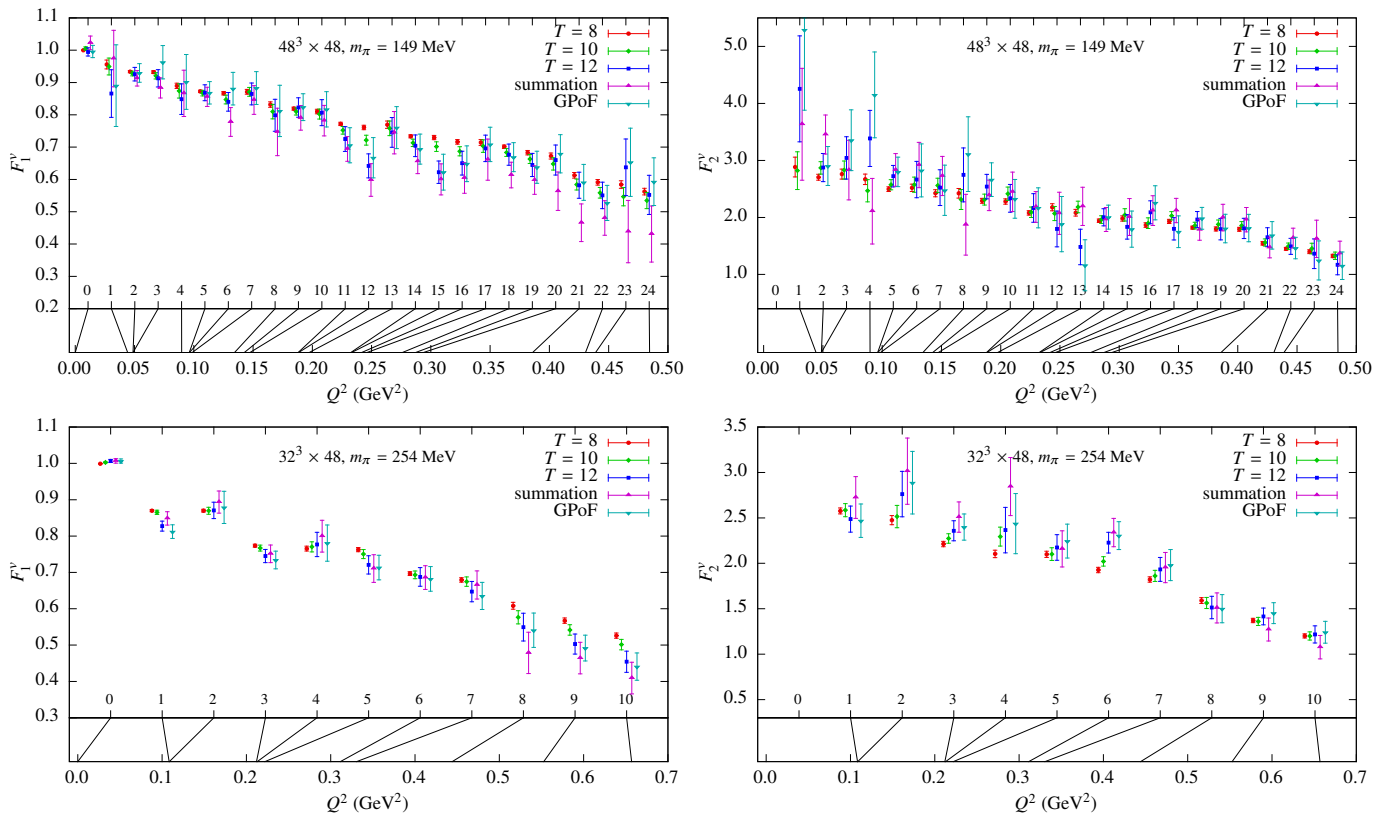 1.1
1.0
0.9
0.8
0.7
0.6
0.5
0.4
0.3
0.2
F₁ᵛ
48³ × 48, mπ = 149 MeV
T = 8
T = 10
T = 12
summation
GPoF
0 1 2 3 4 5 6 7 8 9 10 11 12 13 14 15 16 17 18 19 20 21 22 23 24
0.00 0.05 0.10 0.15 0.20 0.25 0.30 0.35 0.40 0.45 0.50
Q² (GeV²)
5.0
4.0
3.0
2.0
1.0
F₂ᵛ
48³ × 48, mπ = 149 MeV
T = 8
T = 10
T = 12
summation
GPoF
0 1 2 3 4 5 6 7 8 9 10 11 12 13 14 15 16 17 18 19 20 21 22 23 24
0.00 0.05 0.10 0.15 0.20 0.25 0.30 0.35 0.40 0.45 0.50
Q² (GeV²)
1.1
1.0
0.9
0.8
0.7
0.6
0.5
0.4
0.3
F₁ᵛ
32³ × 48, mπ = 254 MeV
T = 8
T = 10
T = 12
summation
GPoF
0 1 2 3 4 5 6 7 8 9 10
0.0 0.1 0.2 0.3 0.4 0.5 0.6 0.7
Q² (GeV²)
3.5
3.0
2.5
2.0
1.5
1.0
0.5
F₂ᵛ
32³ × 48, mπ = 254 MeV
T = 8
T = 10
T = 12
summation
GPoF
0 1 2 3 4 5 6 7 8 9 10
0.0 0.1 0.2 0.3 0.4 0.5 0.6 0.7
Q² (GeV²)